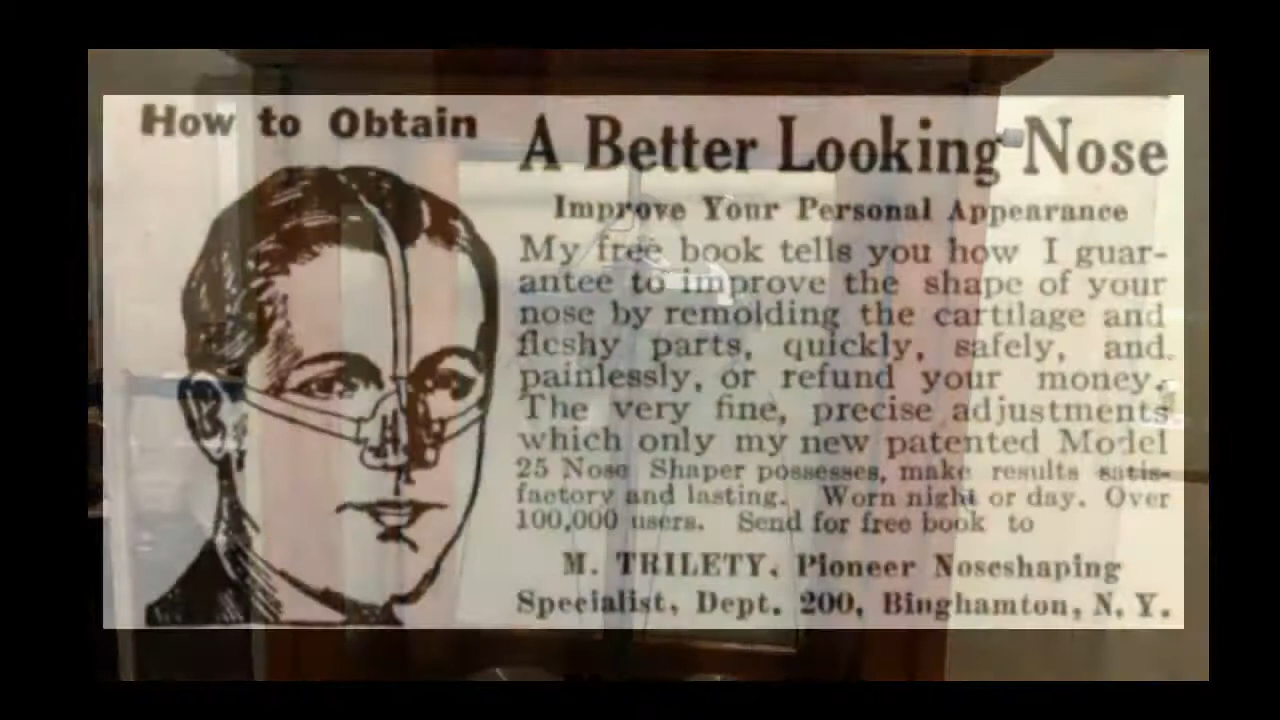 How to Obtain
A Better Looking Nose
Improve Your Personal Appearance
My free book tells you how I guar-
antee to improve the shape of your
nose by remolding the cartilage and
fleshy parts, quickly, safely, and
painlessly, or refund your money.
The very fine, precise adjustments
which only my new patented Model
25 Nose Shaper possesses, make results satis-
factory and lasting. Worn night or day. Over
100,000 users. Send for free book to
M. TRILETY, Pioneer Noseshaping
Specialist, Dept. 200, Binghamton, N. Y.